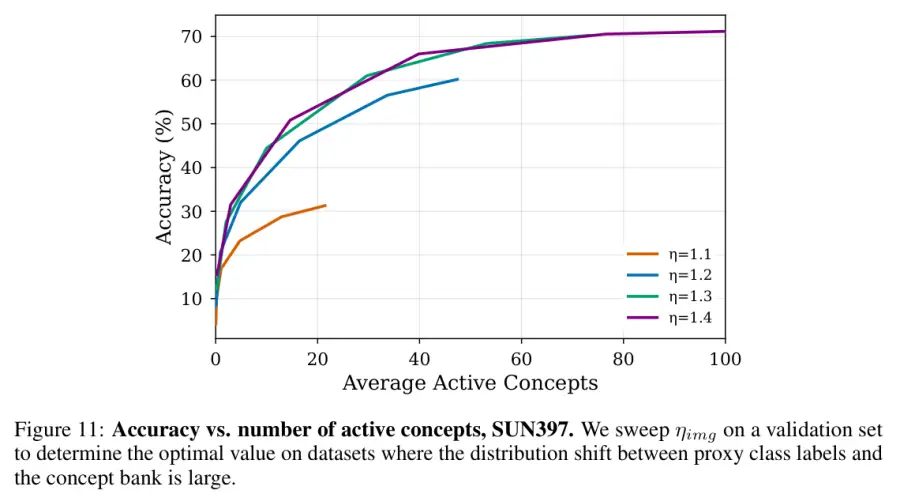 70
60
50
40
30
20
10
Accuracy (%)
0 20 40 60 80 100
Average Active Concepts
η=1.1
η=1.2
η=1.3
η=1.4
Figure 11: Accuracy vs. number of active concepts, SUN397. We sweep ηimg on a validation set
to determine the optimal value on datasets where the distribution shift between proxy class labels and
the concept bank is large.